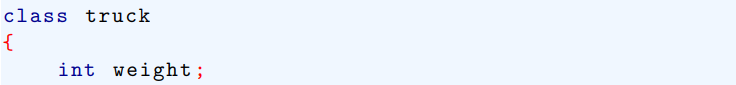 class truck
{
    int weight;